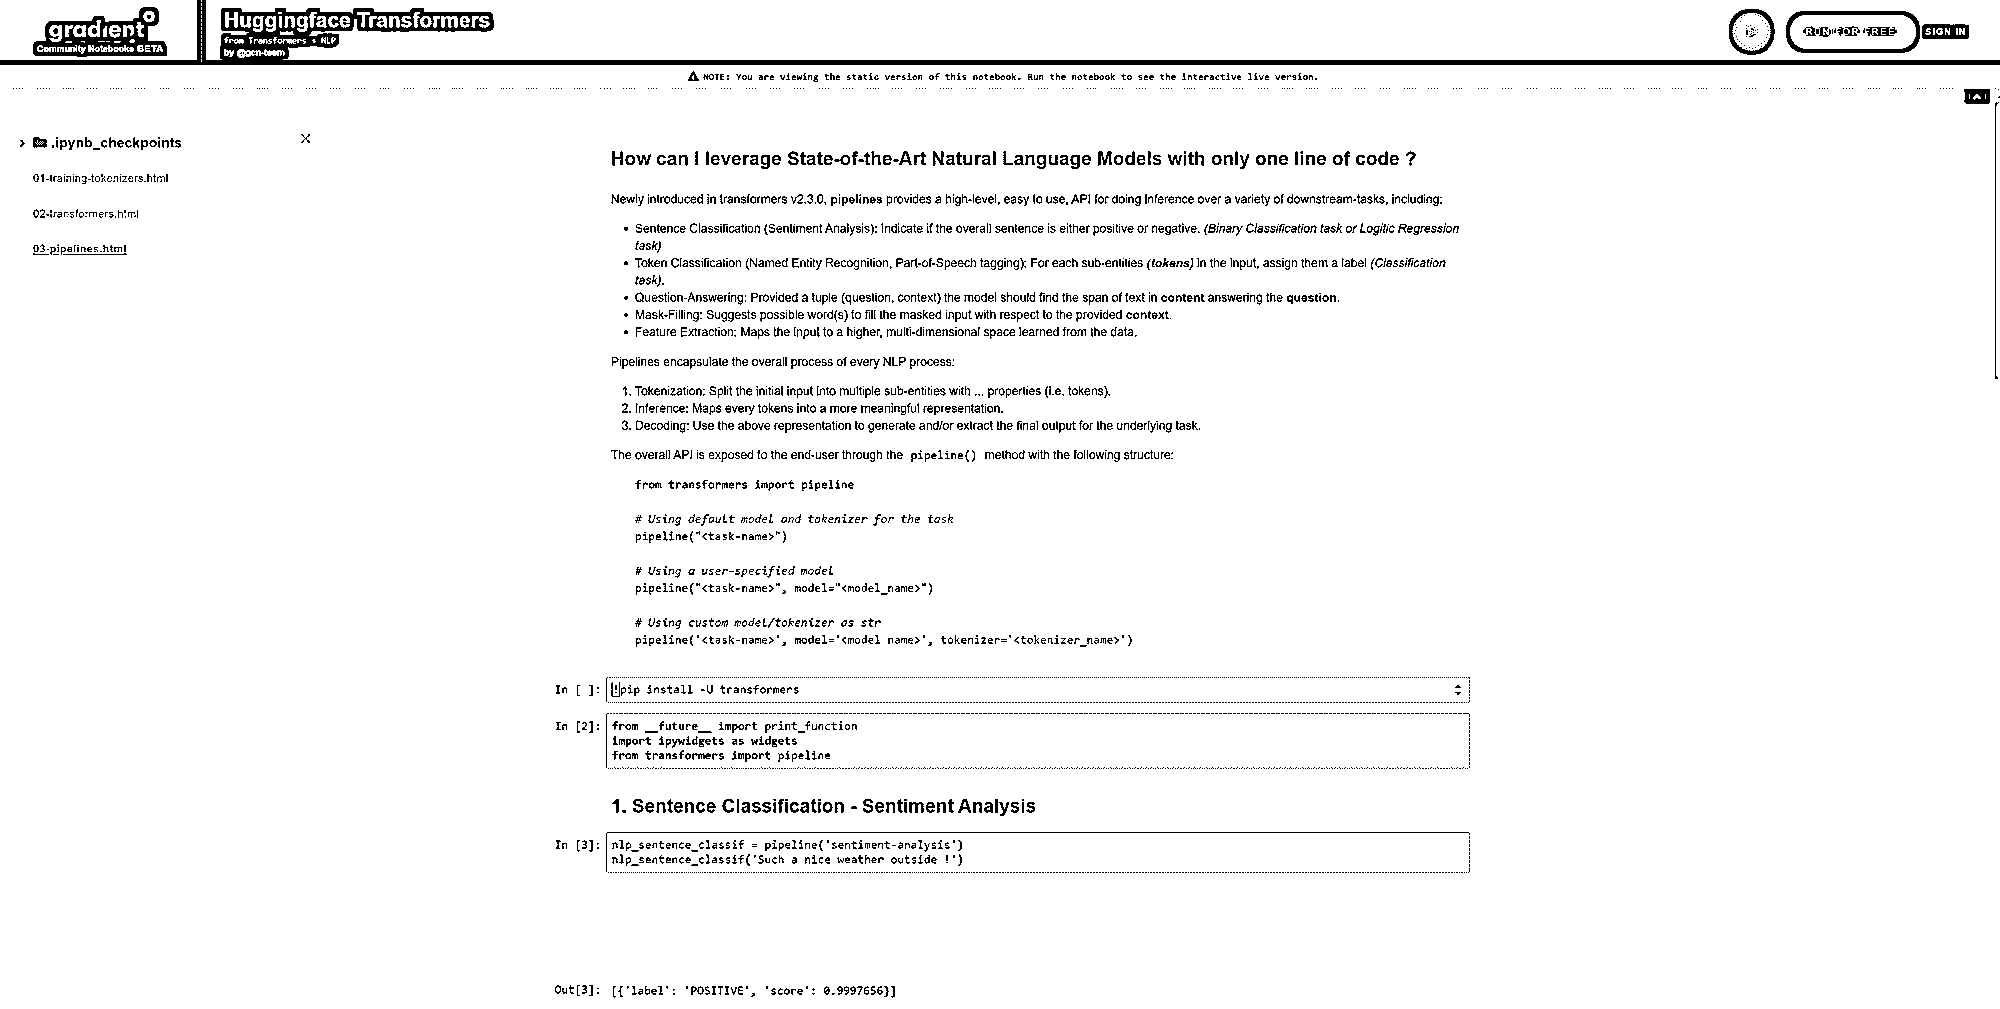 gradient
Community Notebooks BETA
Huggingface Transformers
from Transformers + NLP
by @gcn-team
RUN FOR FREE
SIGN IN
NOTE: You are viewing the static version of this notebook. Run the notebook to see the interactive live version.
.ipynb_checkpoints
01-training-tokenizers.html
02-transformers.html
03-pipelines.html
How can I leverage State-of-the-Art Natural Language Models with only one line of code ?
Newly introduced in transformers v2.3.0, pipelines provides a high-level, easy to use, API for doing inference over a variety of downstream-tasks, including:
• Sentence Classification (Sentiment Analysis): Indicate if the overall sentence is either positive or negative. (Binary Classification task or Logitic Regression
task)
• Token Classification (Named Entity Recognition, Part-of-Speech tagging): For each sub-entities (tokens) in the input, assign them a label (Classification
task).
• Question-Answering: Provided a tuple (question, context) the model should find the span of text in content answering the question.
• Mask-Filling: Suggests possible word(s) to fill the masked input with respect to the provided context.
• Feature Extraction: Maps the input to a higher, multi-dimensional space learned from the data.
Pipelines encapsulate the overall process of every NLP process:
1. Tokenization: Split the initial input into multiple sub-entities with ... properties (i.e. tokens).
2. Inference: Maps every tokens into a more meaningful representation.
3. Decoding: Use the above representation to generate and/or extract the final output for the underlying task.
The overall API is exposed to the end-user through the pipeline() method with the following structure:
from transformers import pipeline
# Using default model and tokenizer for the task
pipeline("<task-name>")
# Using a user-specified model
pipeline("<task-name>", model="<model_name>")
# Using custom model/tokenizer as str
pipeline('<task-name>', model='<model name>', tokenizer='<tokenizer_name>')
In [ ]: !pip install -U transformers
In [2]: from __future__ import print_function
import ipywidgets as widgets
from transformers import pipeline
1. Sentence Classification - Sentiment Analysis
In [3]: nlp_sentence_classif = pipeline('sentiment-analysis')
nlp_sentence_classif('Such a nice weather outside !')
Out[3]: [{'label': 'POSITIVE', 'score': 0.9997656}]